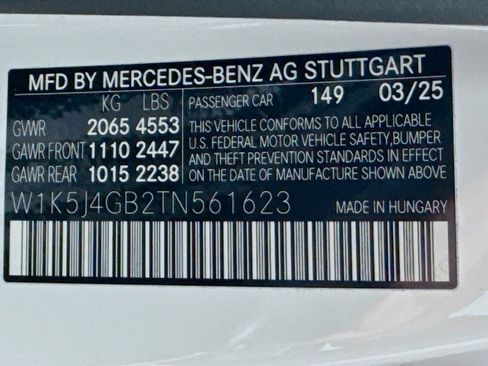 MFD BY MERCEDES-BENZ AG STUTTGART
KG LBS PASSENGER CAR 149 03/25
GVWR 2065 4553 THIS VEHICLE CONFORMS TO ALL APPLICABLE
U.S. FEDERAL MOTOR VEHICLE SAFETY, BUMPER
GAWR FRONT 1110 2447 AND THEFT PREVENTION STANDARDS IN EFFECT
GAWR REAR 1015 2238 ON THE DATE OF MANUFACTURE SHOWN ABOVE.
W1K5J4GB2TN561623 MADE IN HUNGARY